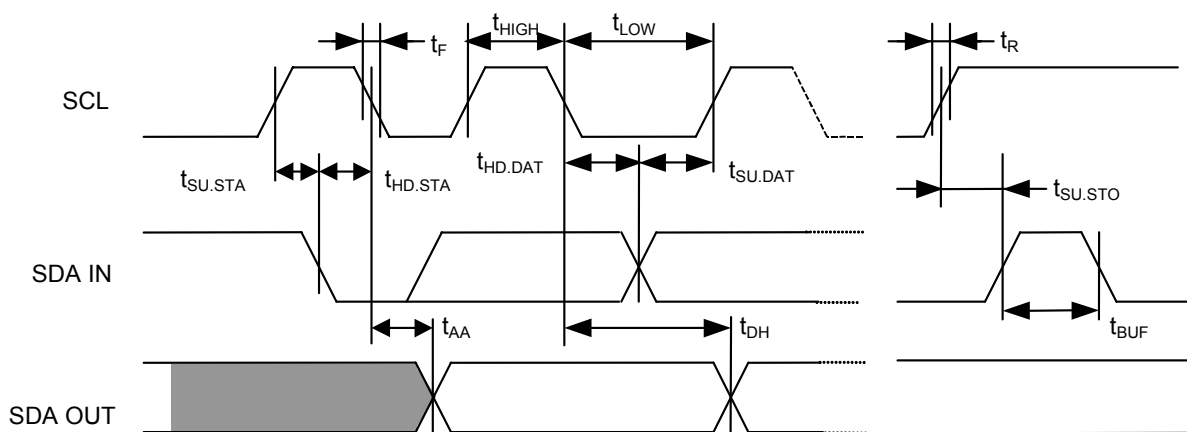 tHIGH tLOW
tF tR
SCL
tSU.STA tHD.STA tHD.DAT tSU.DAT tSU.STO
SDA IN
tAA tDH tBUF
SDA OUT